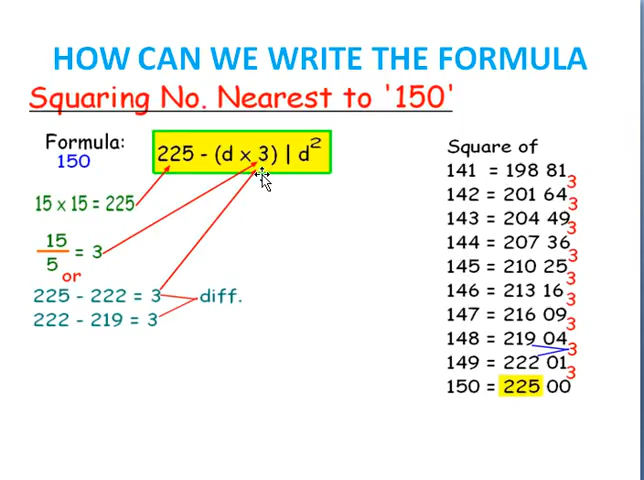 HOW CAN WE WRITE THE FORMULA
Squaring No. Nearest to '150'
Formula:
150
225 - (d x 3) | d²
15 x 15 = 225
15
5
= 3
or
225 - 222 = 3
diff.
222 - 219 = 3
Square of
141 = 198 81
3
142 = 201 64
3
143 = 204 49
3
144 = 207 36
3
145 = 210 25
3
146 = 213 16
3
147 = 216 09
3
148 = 219 04
3
149 = 222 01
3
150 = 225 00